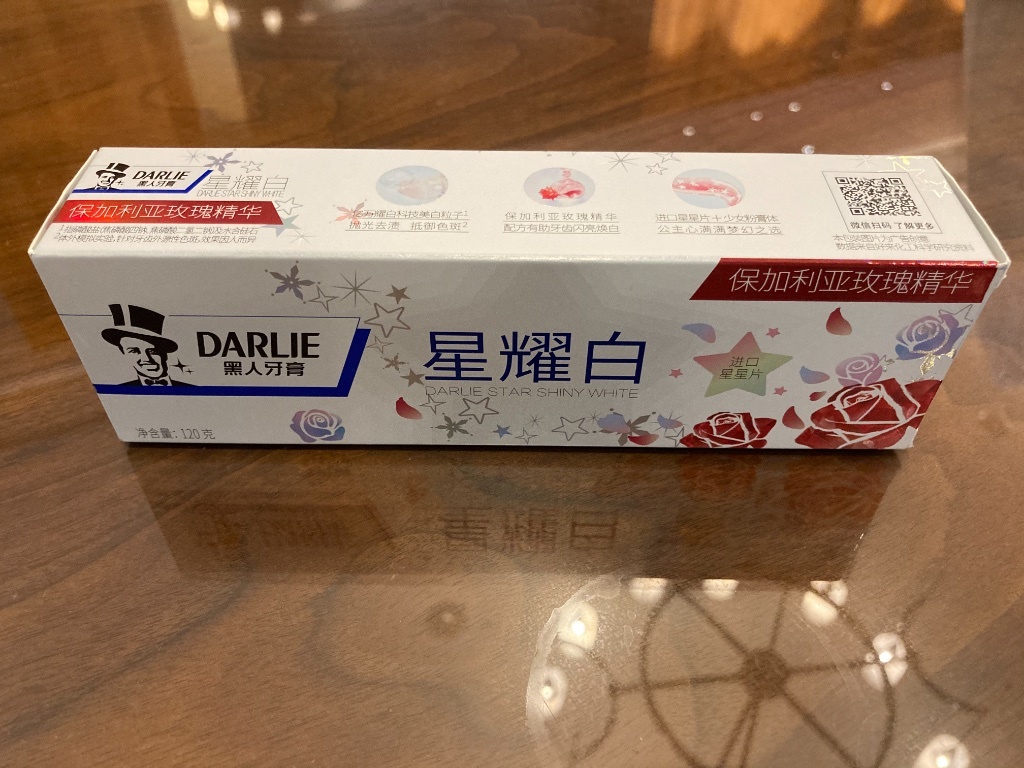 DARLIE
黑人牙膏
星耀白
DARLIE STAR SHINY WHITE
保加利亚玫瑰精华
抛光去渍 抵御色斑²
保加利亚玫瑰精华
配方有助牙齿闪亮焕白
进口星星片+少女粉膏体
公主心满满梦幻之选
微信扫码 了解更多
保加利亚玫瑰精华
DARLIE
黑人牙膏
星耀白
DARLIE STAR SHINY WHITE
进口
星星片
净含量: 120 克